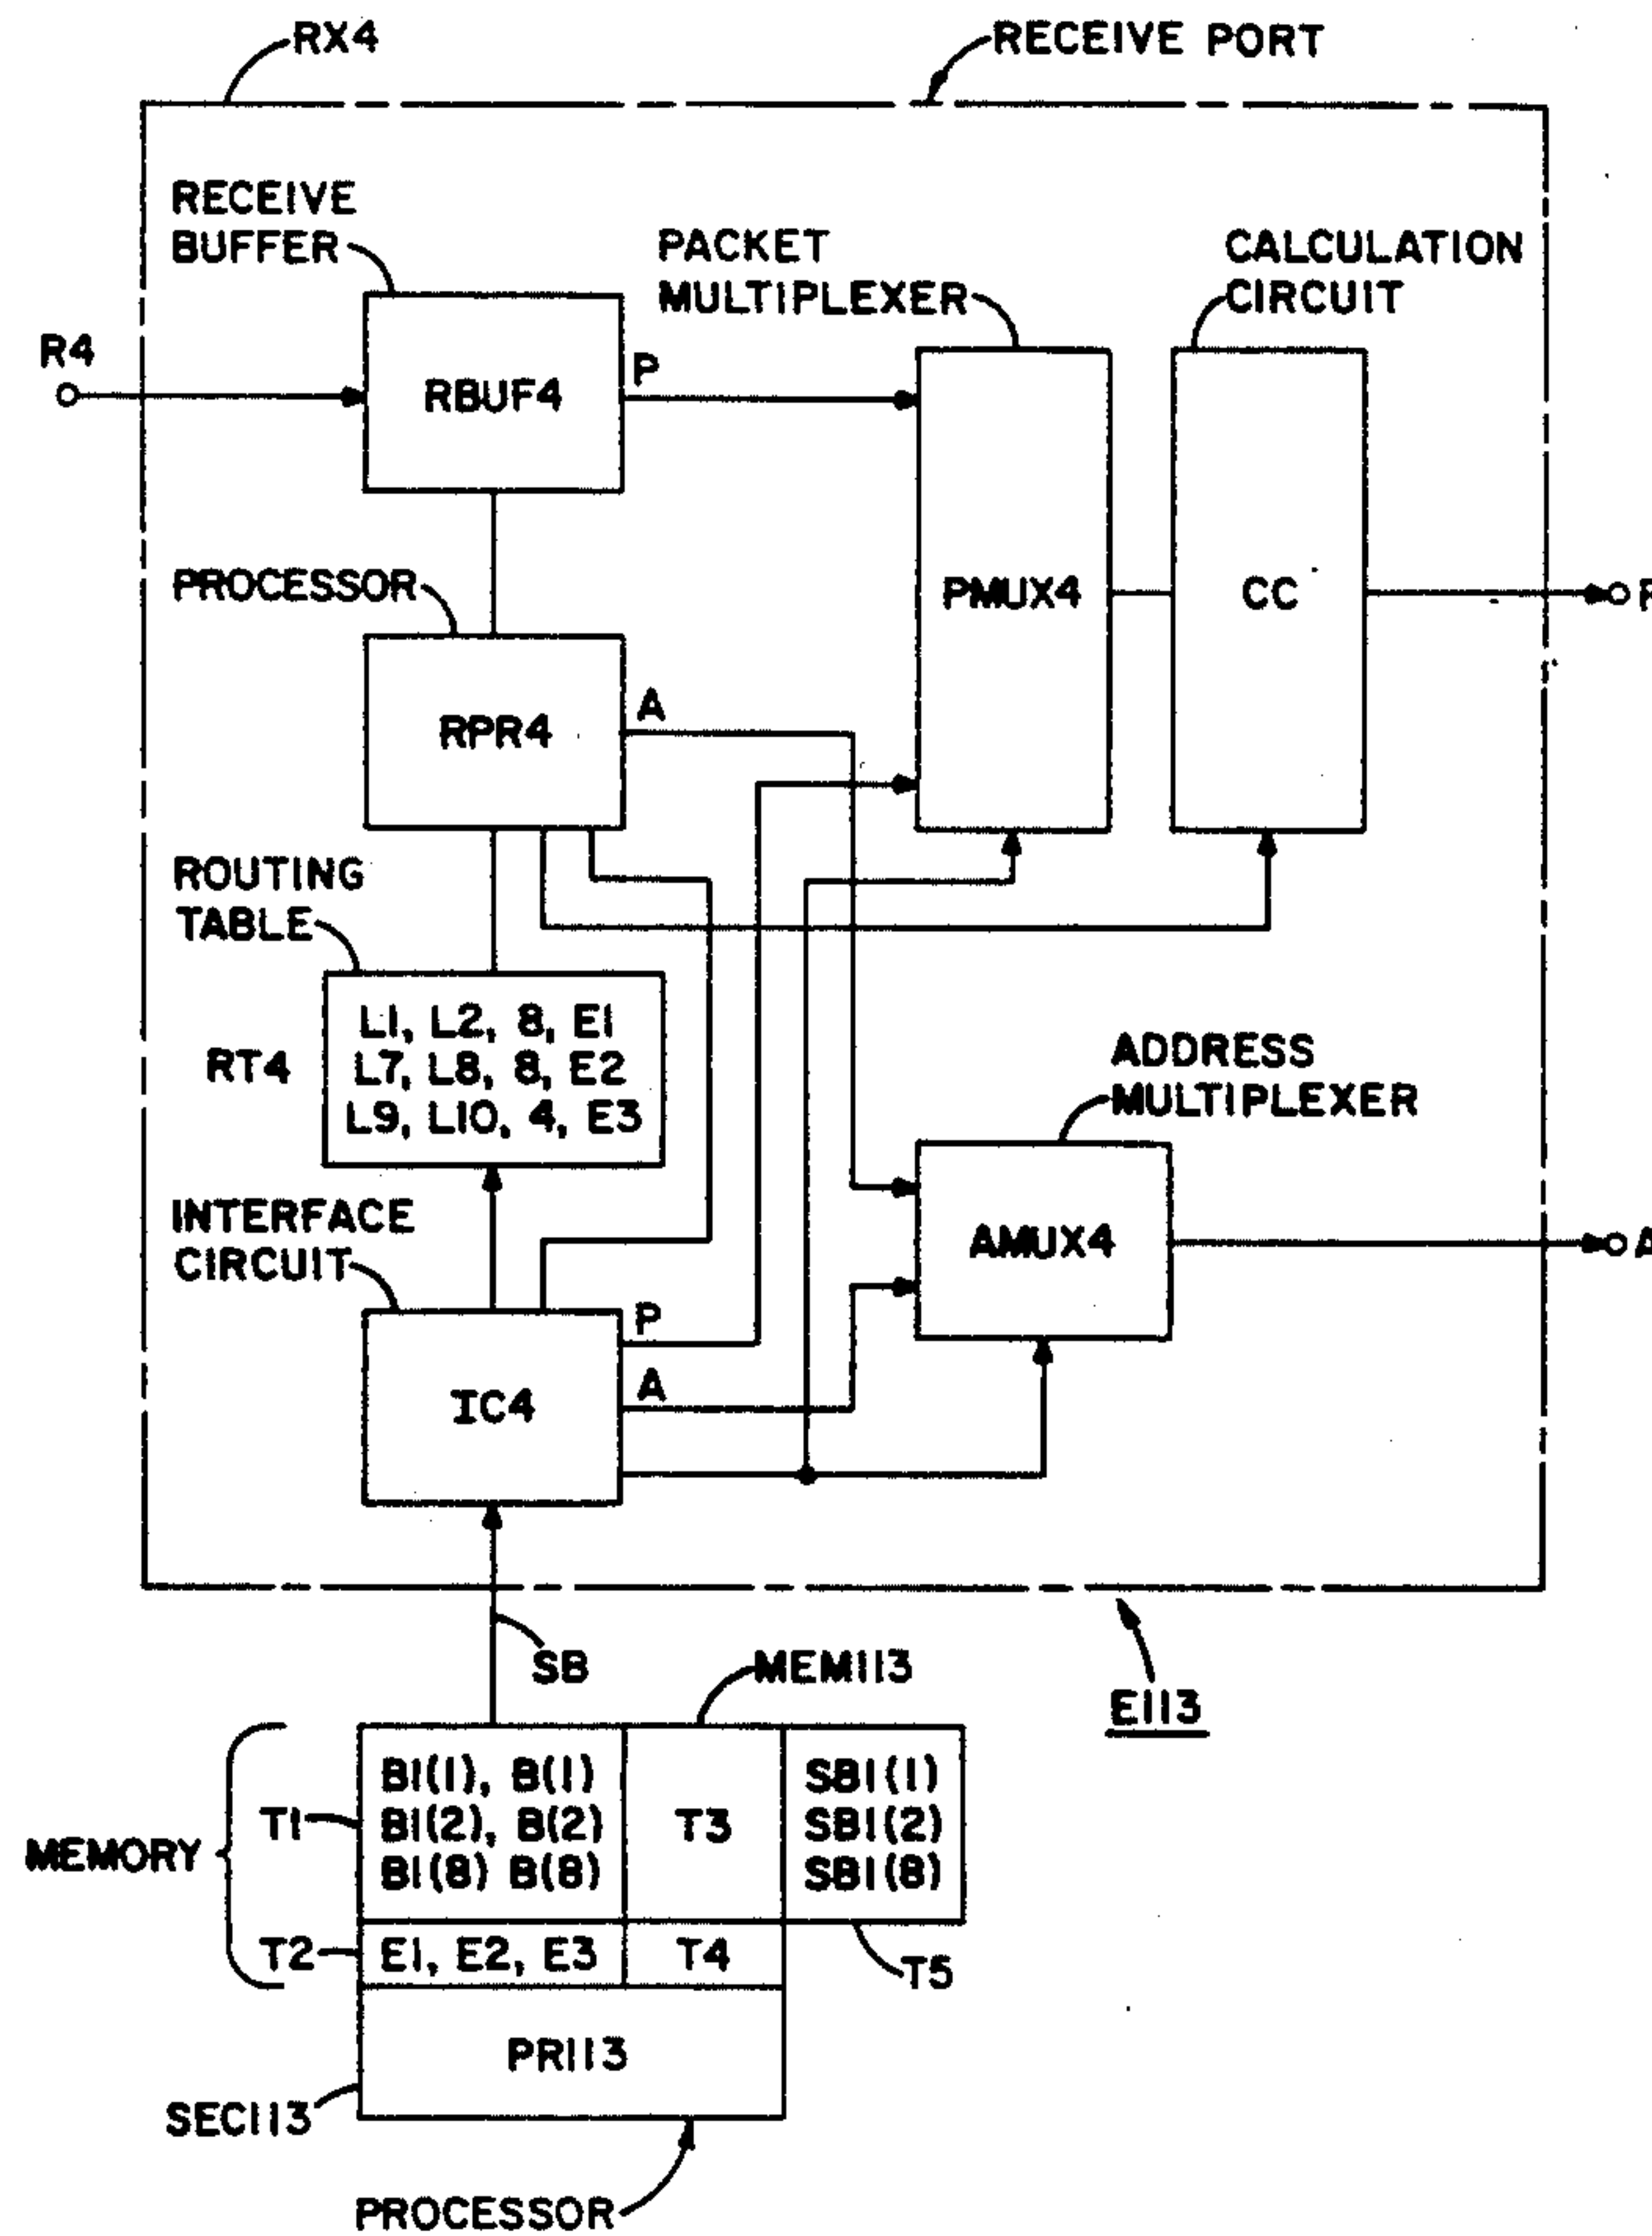 RX4
RECEIVE PORT
RECEIVE
BUFFER
PACKET
MULTIPLEXER
CALCULATION
CIRCUIT
R4
RBUF4
P
PMUX4
CC
P
PROCESSOR
RPR4
A
ROUTING
TABLE
RT4
L1, L2, 8, E1
L7, L8, 8, E2
L9, L10, 4, E3
ADDRESS
MULTIPLEXER
AMUX4
A
INTERFACE
CIRCUIT
IC4
P
A
SB
MEM113
E113
MEMORY
T1
B1(1), B(1)
B1(2), B(2)
B1(8) B(8)
T3
SB1(1)
SB1(2)
SB1(8)
T2
E1, E2, E3
T4
T5
PR113
SEC113
PROCESSOR